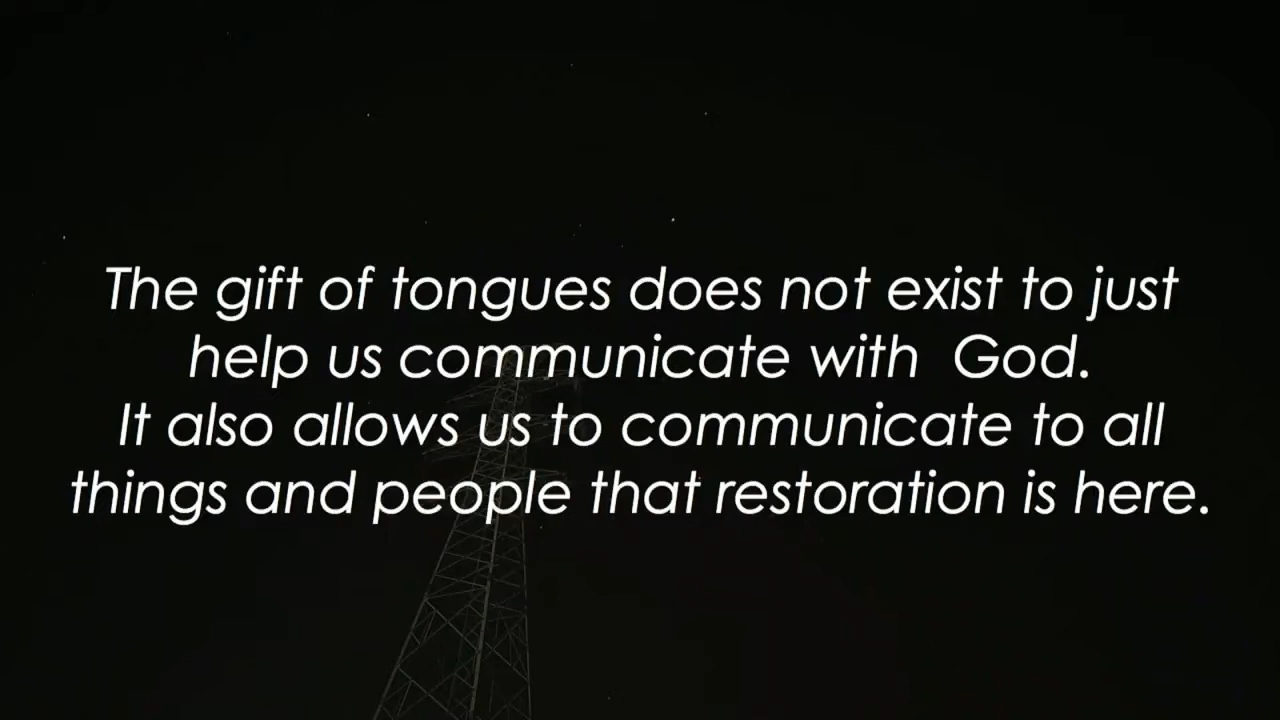 The gift of tongues does not exist to just
help us communicate with  God.
It also allows us to communicate to all
things and people that restoration is here.